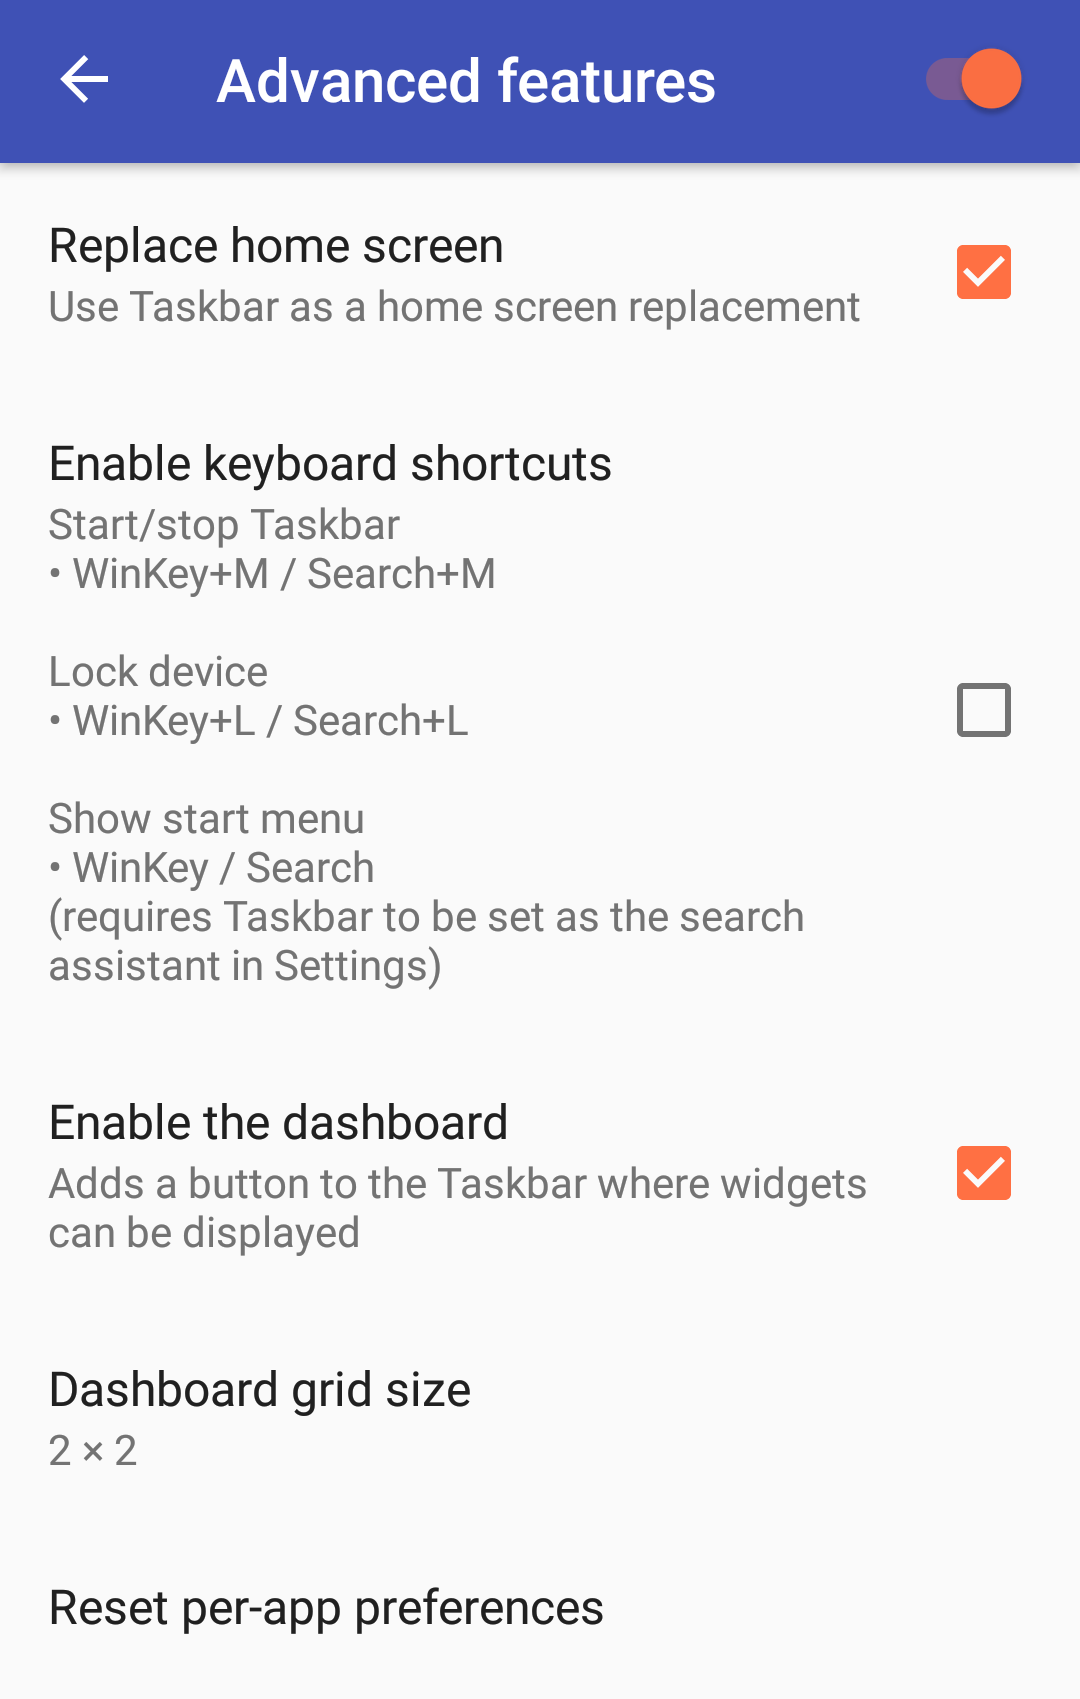 Advanced features
Replace home screen
Use Taskbar as a home screen replacement
Enable keyboard shortcuts
Start/stop Taskbar
• WinKey+M / Search+M
Lock device
• WinKey+L / Search+L
Show start menu
• WinKey / Search
(requires Taskbar to be set as the search
assistant in Settings)
Enable the dashboard
Adds a button to the Taskbar where widgets
can be displayed
Dashboard grid size
2 × 2
Reset per-app preferences